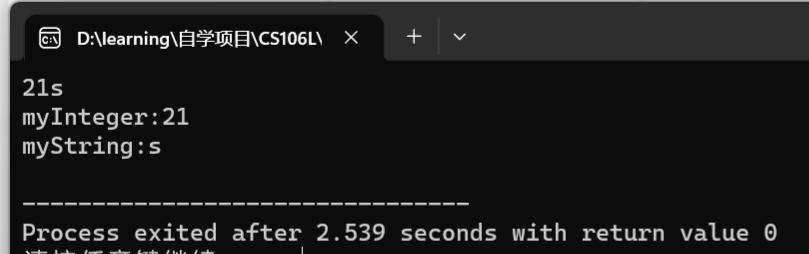 D:\learning\自学项目\CS106L\
21s
myInteger:21
myString:s
--------------------------------
Process exited after 2.539 seconds with return value 0